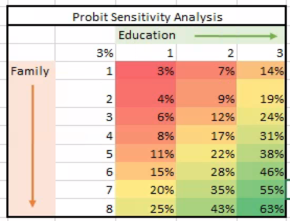 Probit Sensitivity Analysis
Education
3% 1 2 3
Family 1 3% 7% 14%
2 4% 9% 19%
3 6% 12% 24%
4 8% 17% 31%
5 11% 22% 38%
6 15% 28% 46%
7 20% 35% 55%
8 25% 43% 63%